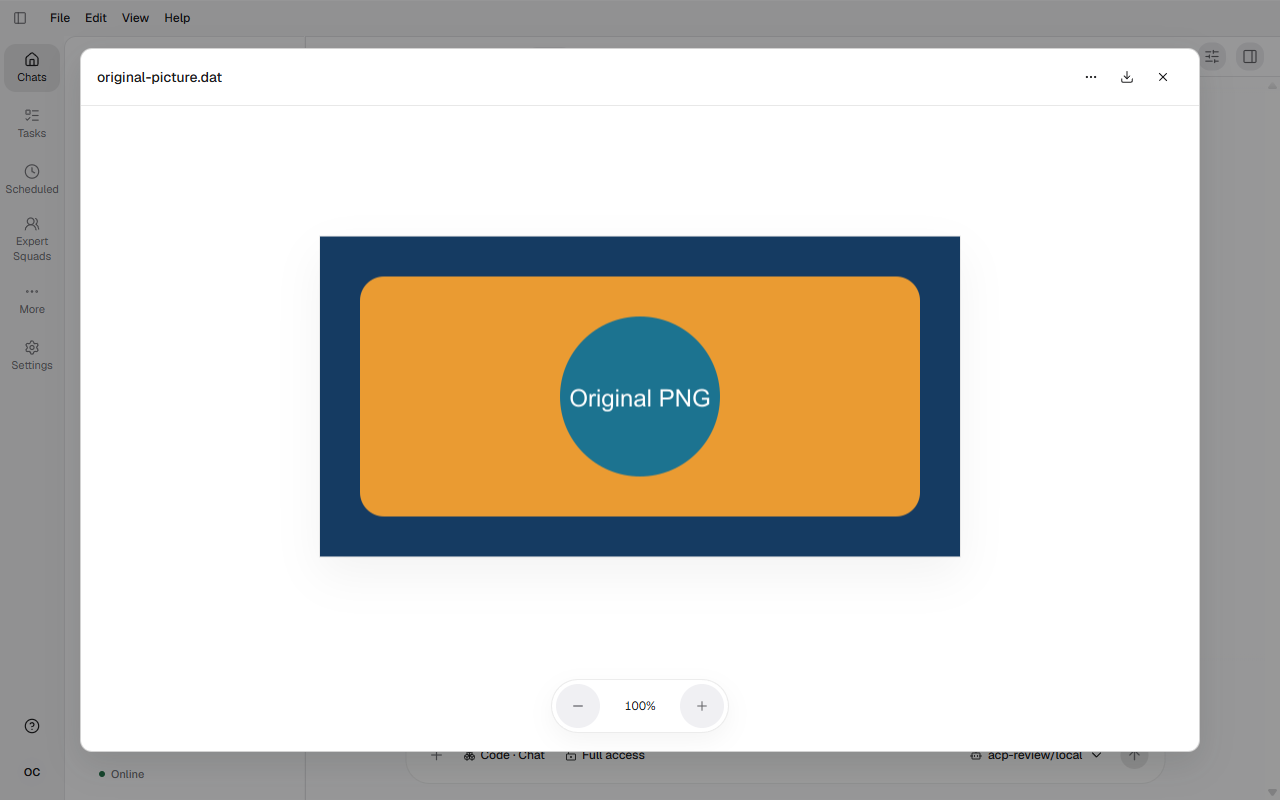 File Edit View Help
original-picture.dat
Chats
Tasks
Scheduled
Expert
Squads
More
Settings
Original PNG
100%
Code · Chat
Full access
acp-review/local
OC
Online